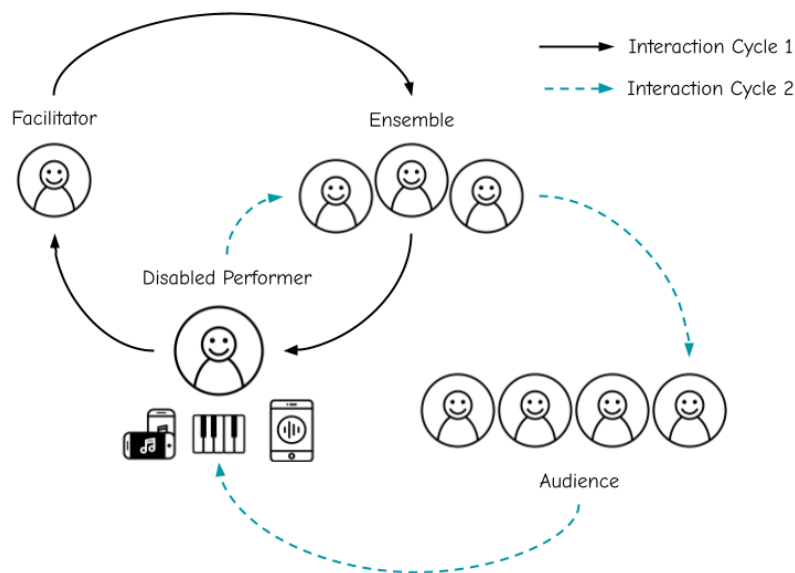 Interaction Cycle 1
Interaction Cycle 2
Facilitator
Ensemble
Disabled Performer
Audience